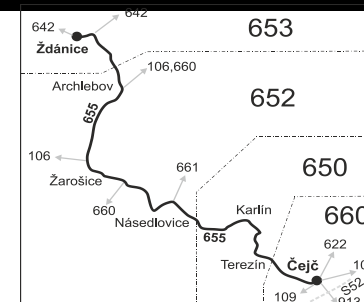 642
642
653
Ždánice
Archlebov
106,660
652
655
106
661
650
Žarošice
660
Násedlovice
Karlín
660
655
622
Terezín
Čejč
109
S52